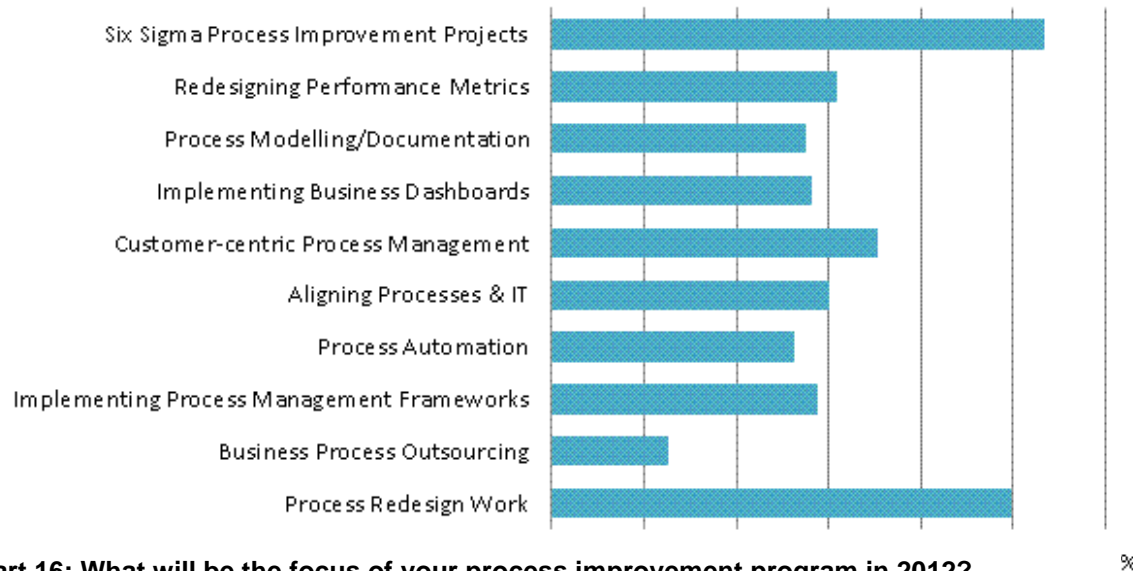 Six Sigma Process Improvement Projects
Redesigning Performance Metrics
Process Modelling/Documentation
Implementing Business Dashboards
Customer-centric Process Management
Aligning Processes & IT
Process Automation
Implementing Process Management Frameworks
Business Process Outsourcing
Process Redesign Work
%
art 16: What will be the focus of your process improvement program in 2012?